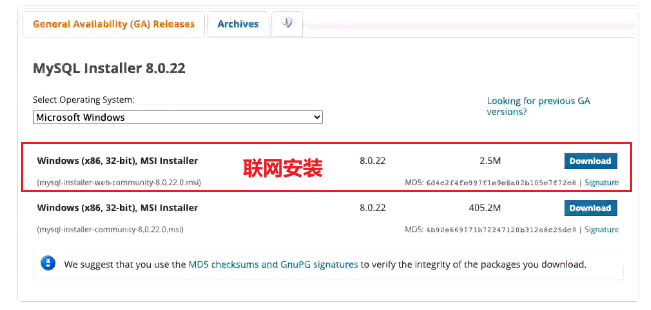 General Availability (GA) Releases
Archives
MySQL Installer 8.0.22
Select Operating System:
Looking for previous GA
versions?
Microsoft Windows
Windows (x86, 32-bit), MSI Installer
联网安装
8.0.22
2.5M
Download
(mysql-installer-web-community-8.0.22.0.msi)
MD5:
| Signature
Windows (x86, 32-bit), MSI Installer
8.0.22
405.2M
Download
(mysql-installer-community-8.0.22.0.msi)
MD5:
| Signature
We suggest that you use the MD5 checksums and GnuPG signatures to verify the integrity of the packages you download.